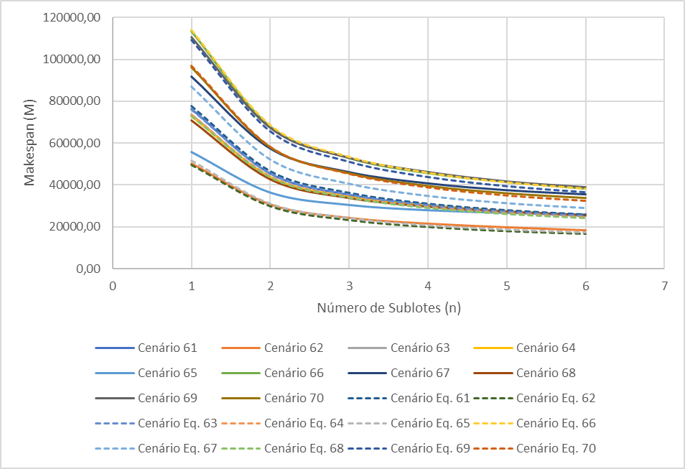 120000,00
100000,00
80000,00
60000,00
40000,00
20000,00
0,00
Makespan (M)
0 1 2 3 4 5 6 7
Número de Sublotes (n)
Cenário 61 Cenário 62 Cenário 63 Cenário 64
Cenário 65 Cenário 66 Cenário 67 Cenário 68
Cenário 69 Cenário 70 Cenário Eq. 61 Cenário Eq. 62
Cenário Eq. 63 Cenário Eq. 64 Cenário Eq. 65 Cenário Eq. 66
Cenário Eq. 67 Cenário Eq. 68 Cenário Eq. 69 Cenário Eq. 70